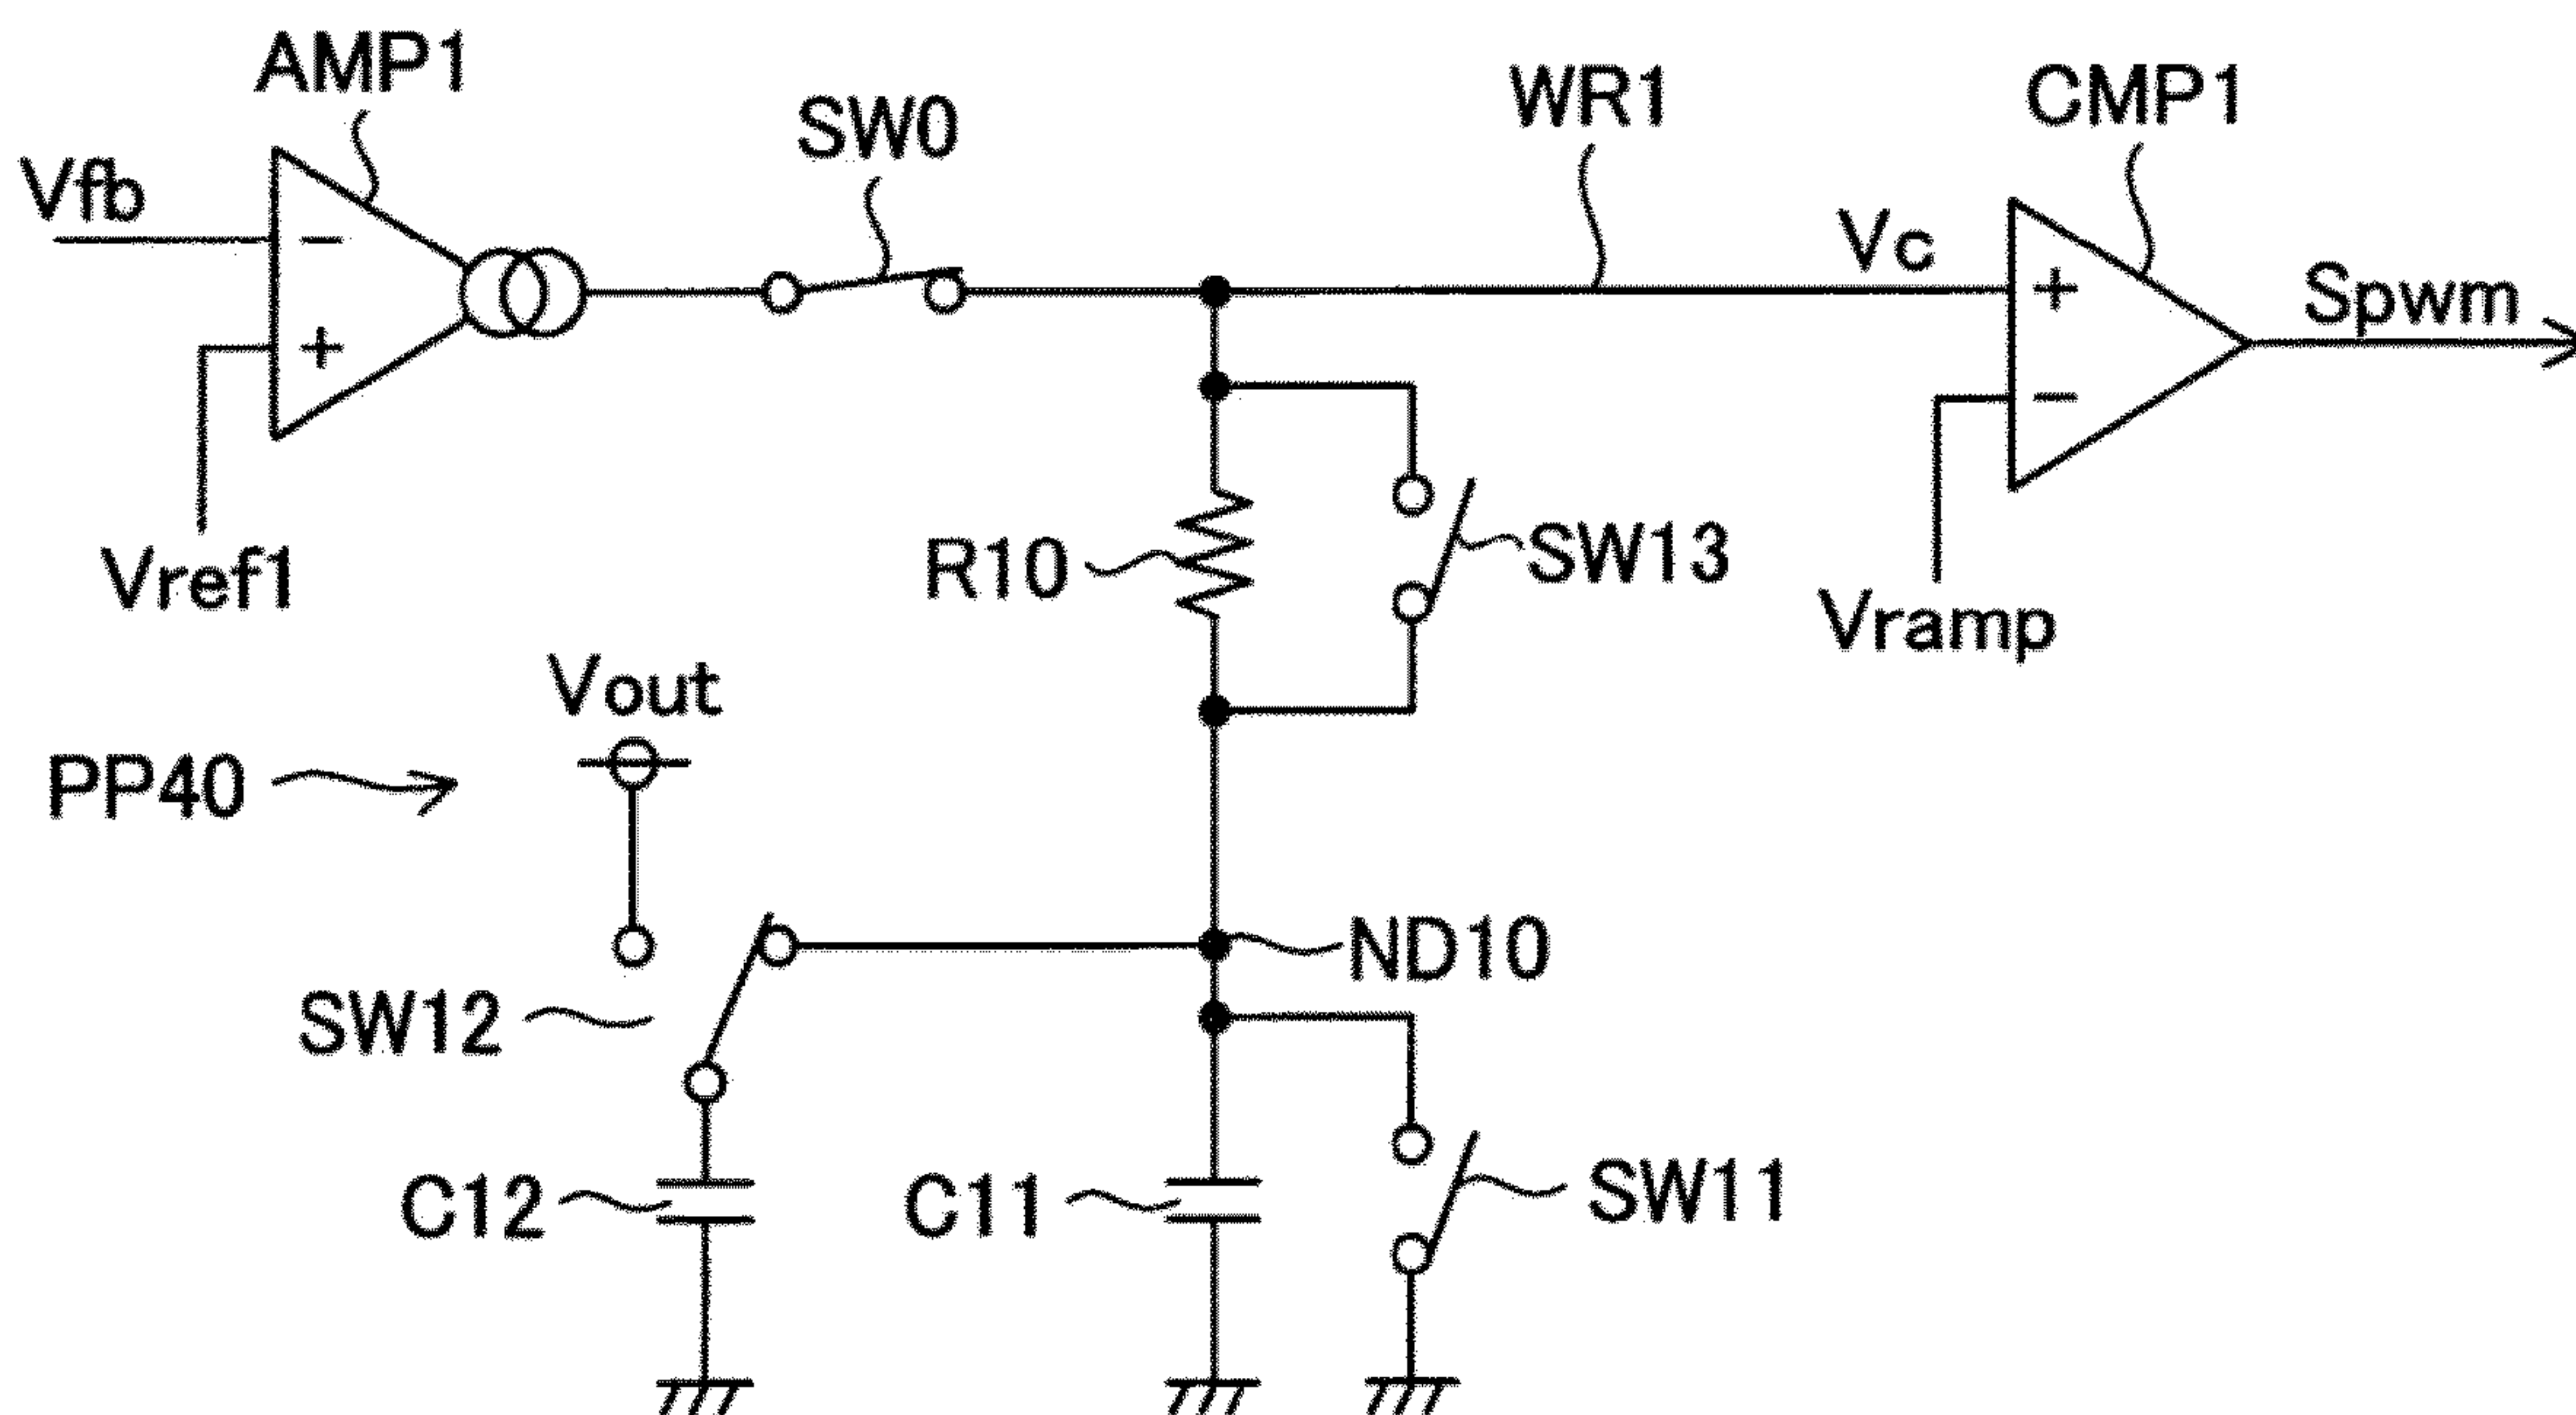 AMP1
SW0
WR1
CMP1
Vfb
−
+
Vc
+
−
Spwm
Vref1
R10
SW13
Vramp
Vout
PP40
ND10
SW12
C12
C11
SW11